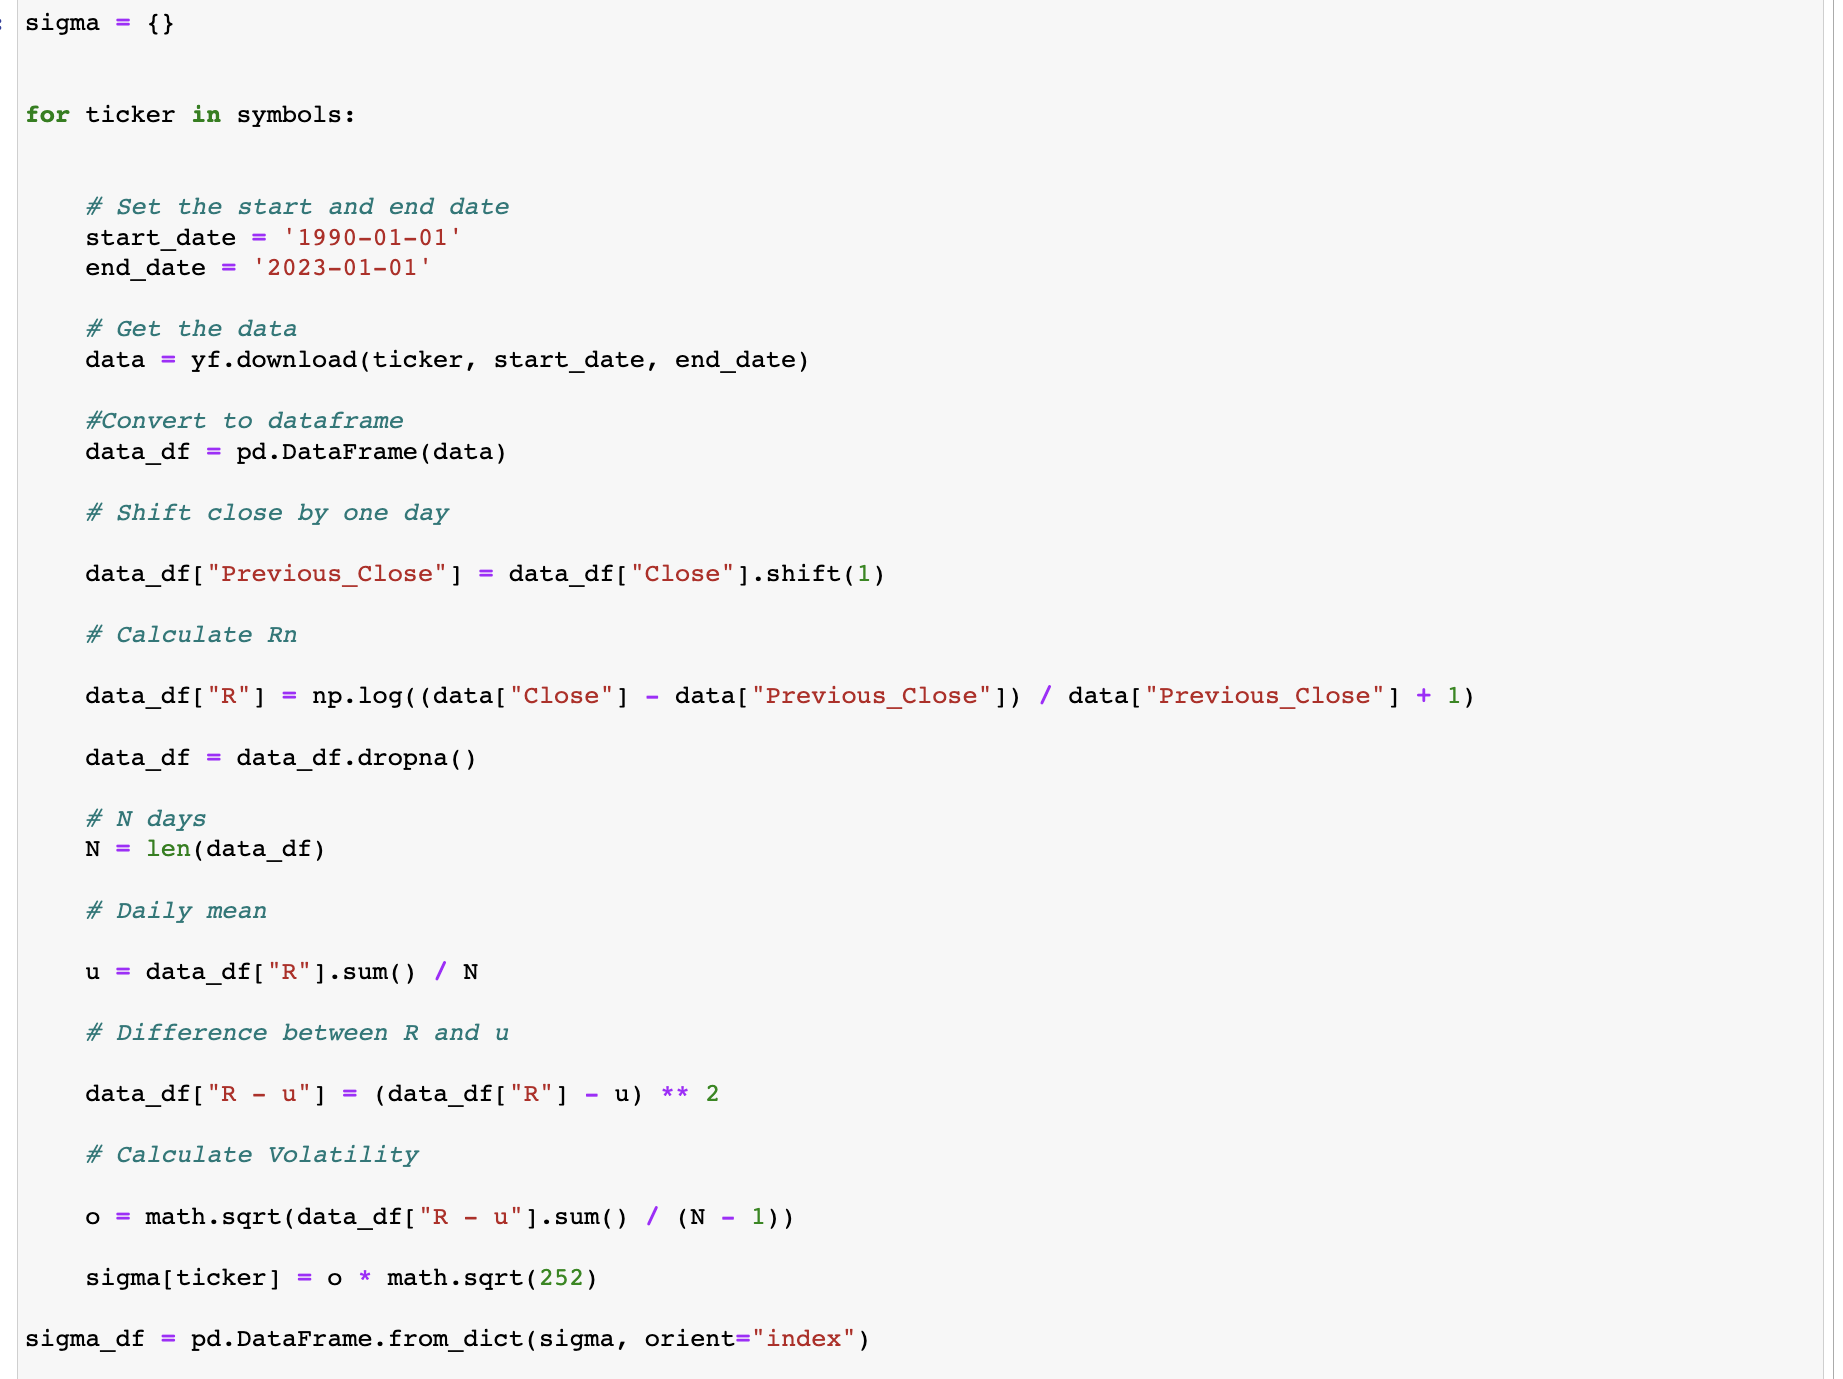 sigma = {}
for ticker in symbols:
# Set the start and end date
start_date = '1990-01-01'
end_date = '2023-01-01'
# Get the data
data = yf.download(ticker, start_date, end_date)
#Convert to dataframe
data_df = pd.DataFrame(data)
# Shift close by one day
data_df["Previous_Close"] = data_df["Close"].shift(1)
# Calculate Rn
data_df["R"] = np.log((data["Close"] - data["Previous_Close"]) / data["Previous_Close"] + 1)
data_df = data_df.dropna()
# N days
N = len(data_df)
# Daily mean
u = data_df["R"].sum() / N
# Difference between R and u
data_df["R - u"] = (data_df["R"] - u) ** 2
# Calculate Volatility
o = math.sqrt(data_df["R - u"].sum() / (N - 1))
sigma[ticker] = o * math.sqrt(252)
sigma_df = pd.DataFrame.from_dict(sigma, orient="index")